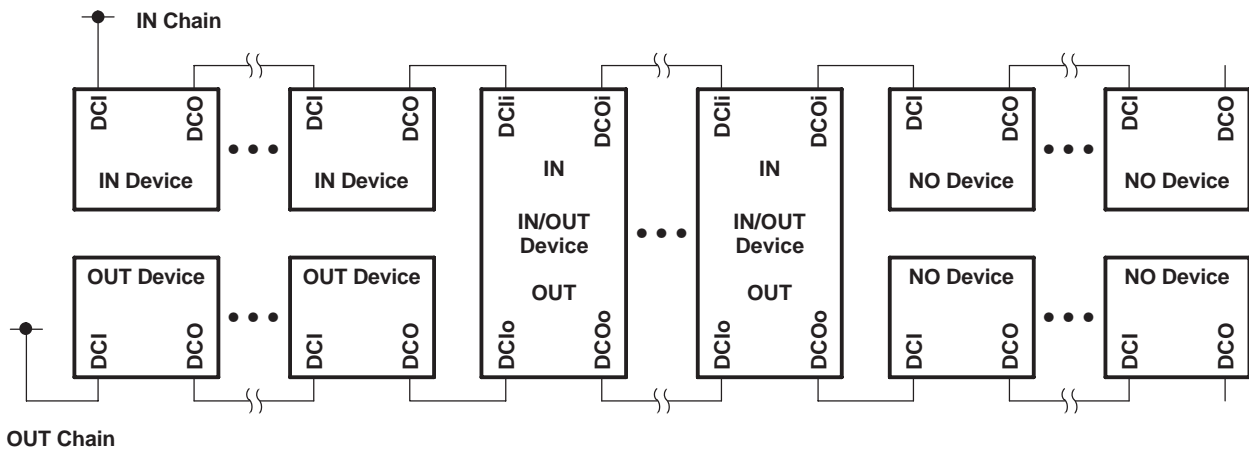 IN Chain
DCI DCO DCI DCO DCIi DCOi DCIi DCOi DCI DCO DCI DCO
IN Device IN Device IN IN NO Device NO Device
IN/OUT Device IN/OUT Device
OUT Device OUT Device OUT OUT NO Device NO Device
DCI DCO DCI DCO DCIo DCOo DCIo DCOo DCI DCO DCI DCO
OUT Chain